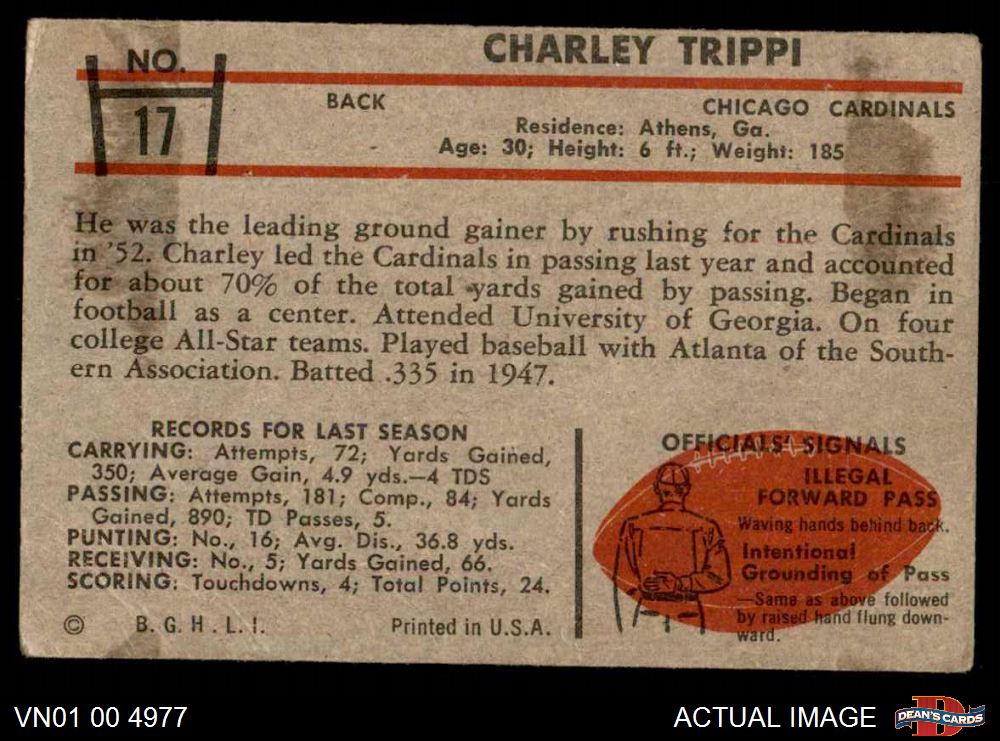 CHARLEY TRIPPI
NO.
17
BACK
CHICAGO CARDINALS
Residence: Athens, Ga.
Age: 30; Height: 6 ft.; Weight: 185
He was the leading ground gainer by rushing for the Cardinals
in '52. Charley led the Cardinals in passing last year and accounted
for about 70% of the total yards gained by passing. Began in
football as a center. Attended University of Georgia. On four
college All-Star teams. Played baseball with Atlanta of the South-
ern Association. Batted .335 in 1947.
RECORDS FOR LAST SEASON
CARRYING: Attempts, 72; Yards Gained,
350; Average Gain, 4.9 yds.—4 TDS
PASSING: Attempts, 181; Comp., 84; Yards
Gained, 890; TD Passes, 5.
PUNTING: No., 16; Avg. Dis., 36.8 yds.
RECEIVING: No., 5; Yards Gained, 66.
SCORING: Touchdowns, 4; Total Points, 24.
© B. G. H. L. I. Printed in U.S.A.
OFFICIALS' SIGNALS
ILLEGAL
FORWARD PASS
Waving hands behind back.
Intentional
Grounding of Pass
—Same as above followed
by raised hand flung down-
ward.
VN01 00 4977
ACTUAL IMAGE
D
DEAN'S CARDS